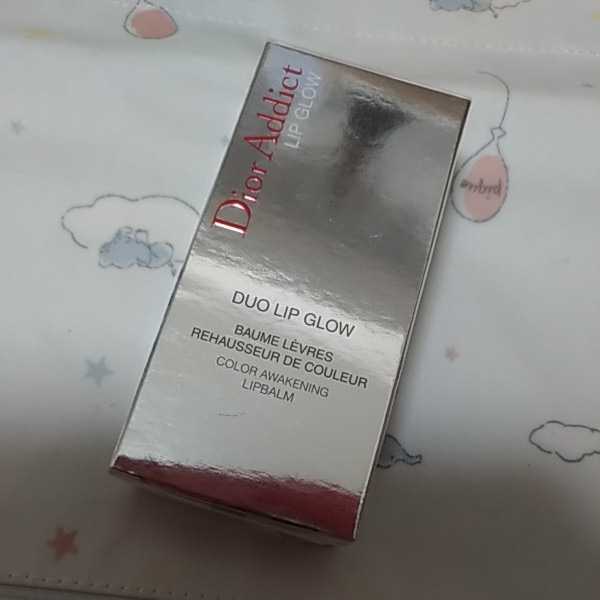 Dior Addict
LIP GLOW
DUO LIP GLOW
BAUME LÈVRES
REHAUSSEUR DE COULEUR
COLOR AWAKENING
LIPBALM